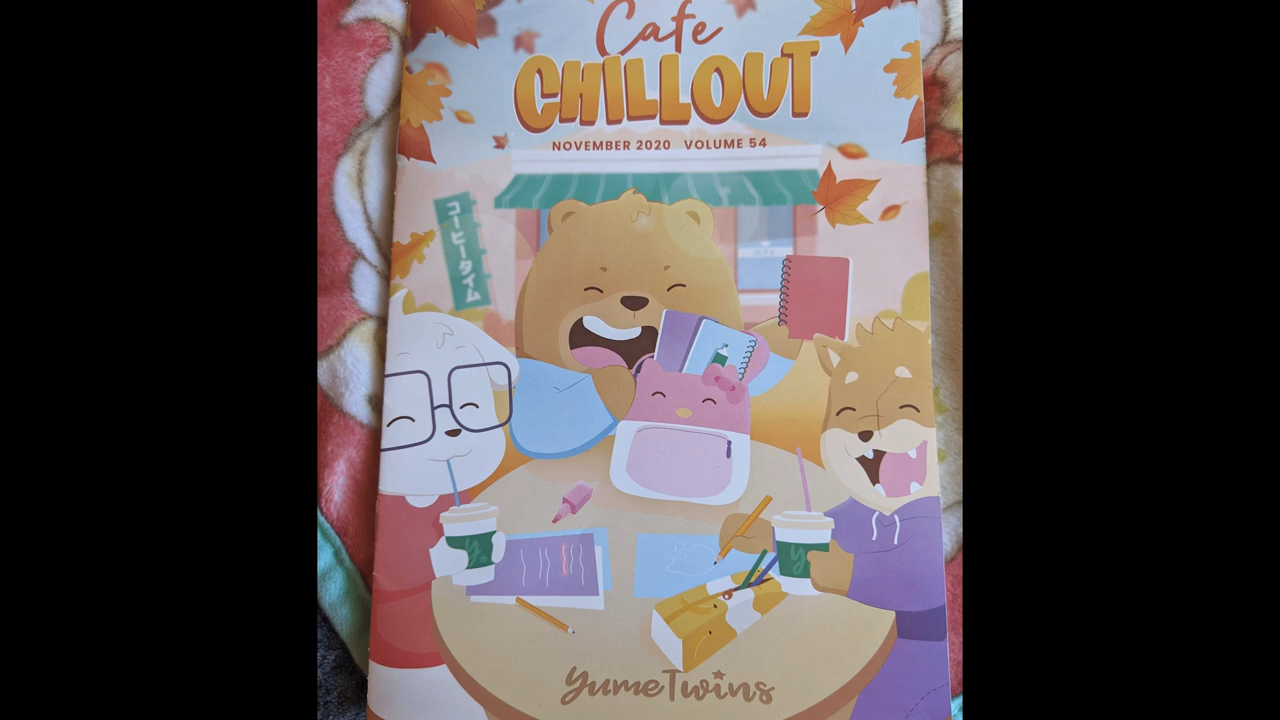 Cafe
CHILLOUT
NOVEMBER 2020 VOLUME 54
コーヒータイム
y
y
YumeTwins